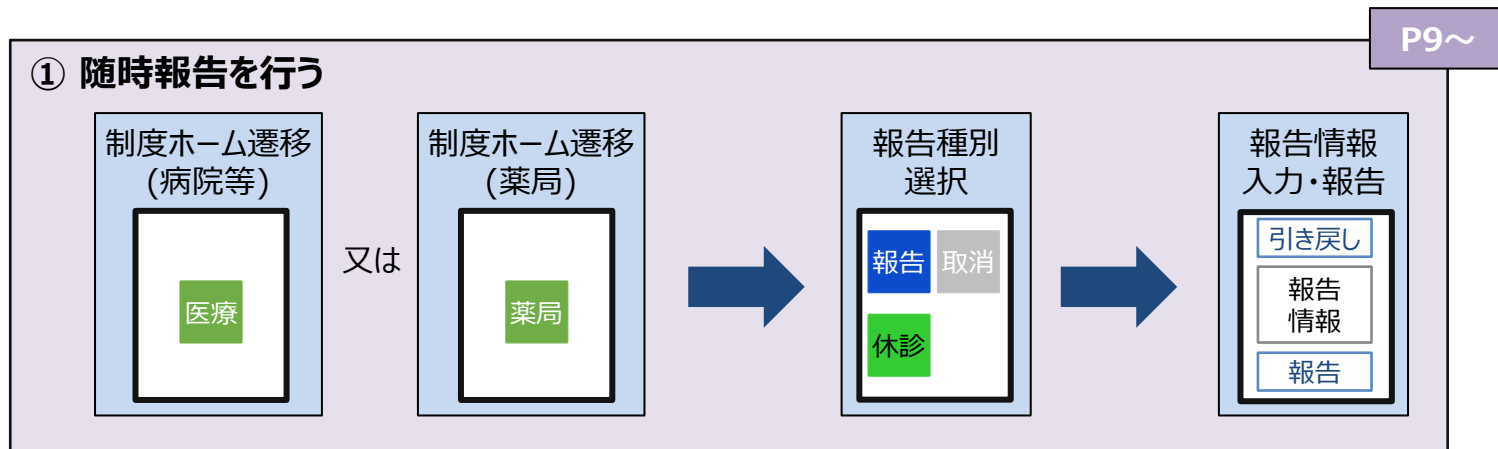 P9～
① 随時報告を行う
制度ホーム遷移
(病院等)
医療
又は
制度ホーム遷移
(薬局)
薬局
報告種別
選択
報告
取消
休診
報告情報
入力・報告
引き戻し
報告
情報
報告